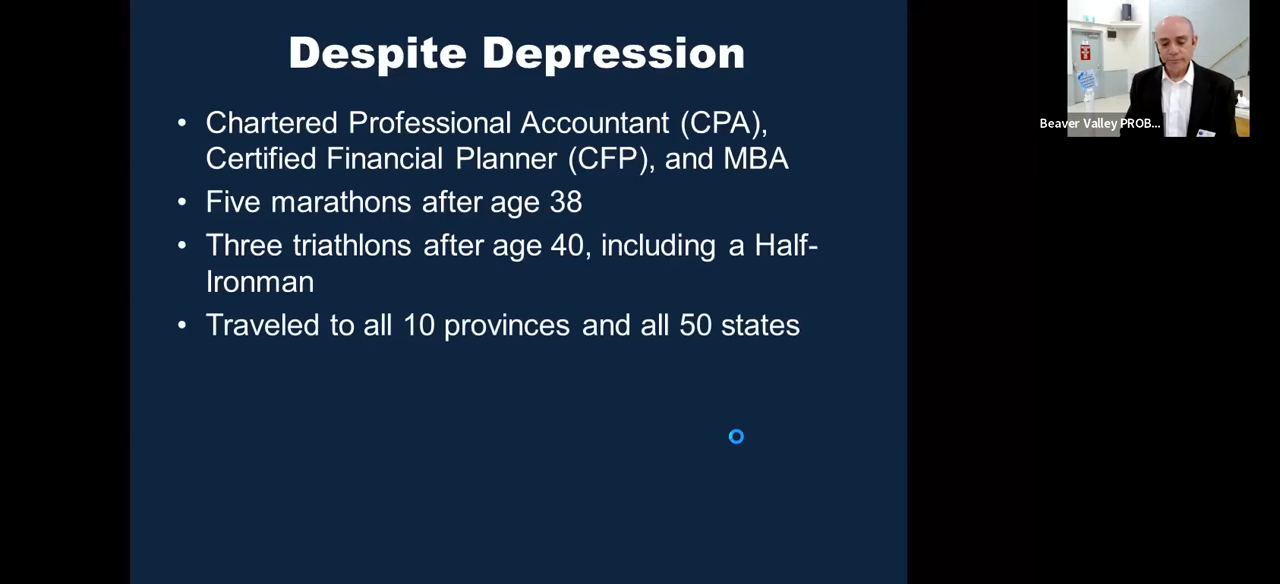 Despite Depression
• Chartered Professional Accountant (CPA),
Certified Financial Planner (CFP), and MBA
• Five marathons after age 38
• Three triathlons after age 40, including a Half-
Ironman
• Traveled to all 10 provinces and all 50 states
Beaver Valley PROB...